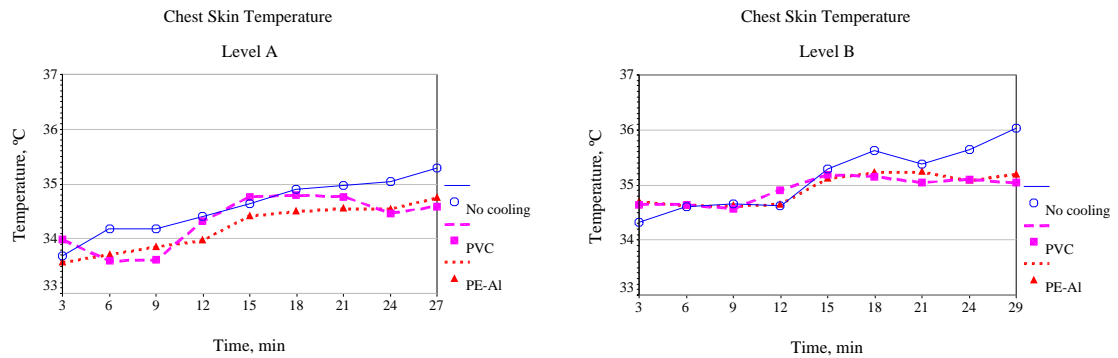 Chest Skin Temperature
Level A
Temperature, ºC
37
36
35
34
33
3 6 9 12 15 18 21 24 27
Time, min
No cooling
PVC
PE-Al
Chest Skin Temperature
Level B
Temperature, ºC
37
36
35
34
33
3 6 9 12 15 18 21 24 29
Time, min
No cooling
PVC
PE-Al